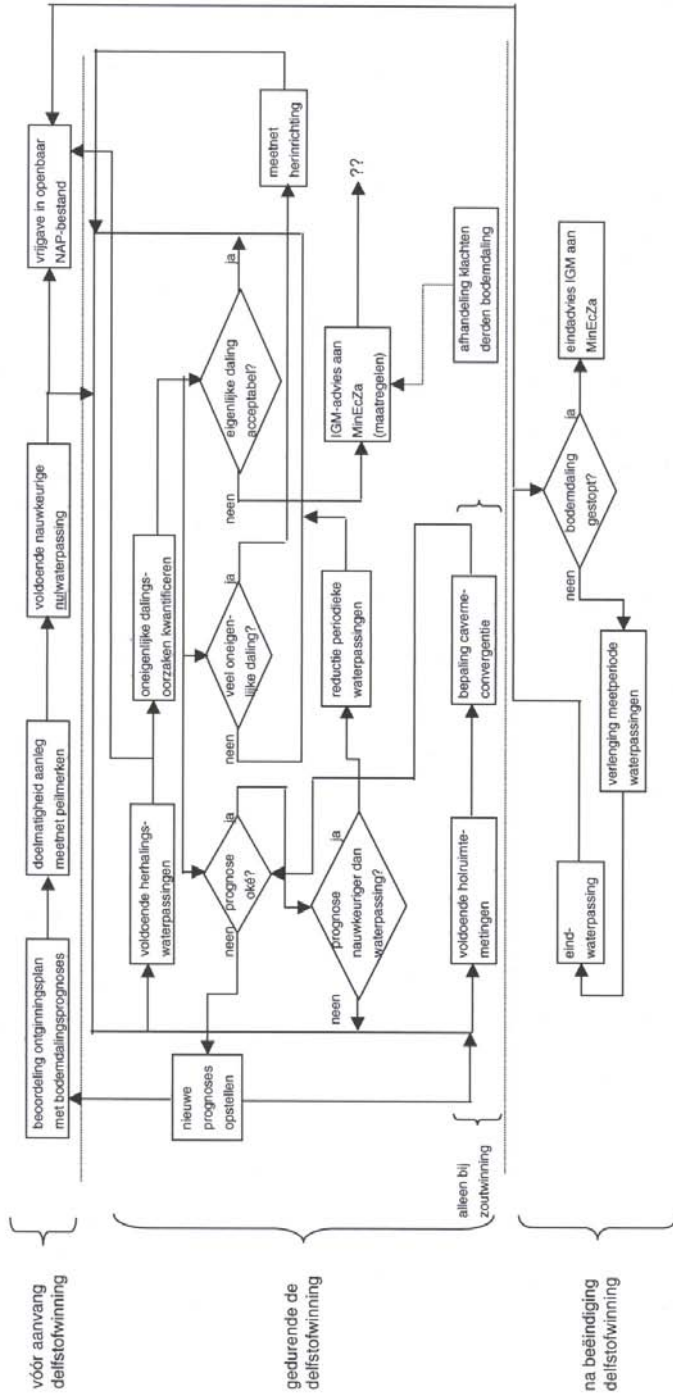 vóór aanvang
delfstofwinning
beoordeling ontginningsplan
met bodemdalingsprognoses
doelmatigheid aanleg
meetnet peilmerken
voldoende nauwkeurige
nulwaterpassing
vrijgave in openbaar
NAP-bestand
gedurende de
delfstofwinning
nieuwe
prognoses
opstellen
voldoende herhalings-
waterpassingen
oneigenlijke dalings-
oorzaken kwantificeren
prognose
oké?
neen
ja
veel oneigen-
lijke daling?
neen
ja
eigenlijke daling
acceptabel?
neen
ja
meetnet
herinrichting
prognose
nauwkeuriger dan
waterpassing?
neen
ja
reductie periodieke
waterpassingen
IGM-advies aan
MinEcZa
(maatregelen)
??
alleen bij
zoutwinning
voldoende holruimte-
metingen
bepaling caverne-
convergentie
afhandeling klachten
derden bodemdaling
na beëindiging
delfstofwinning
eind-
waterpassing
verlenging meetperiode
waterpassingen
bodemdaling
gestopt?
neen
ja
eindadvies IGM aan
MinEcZa